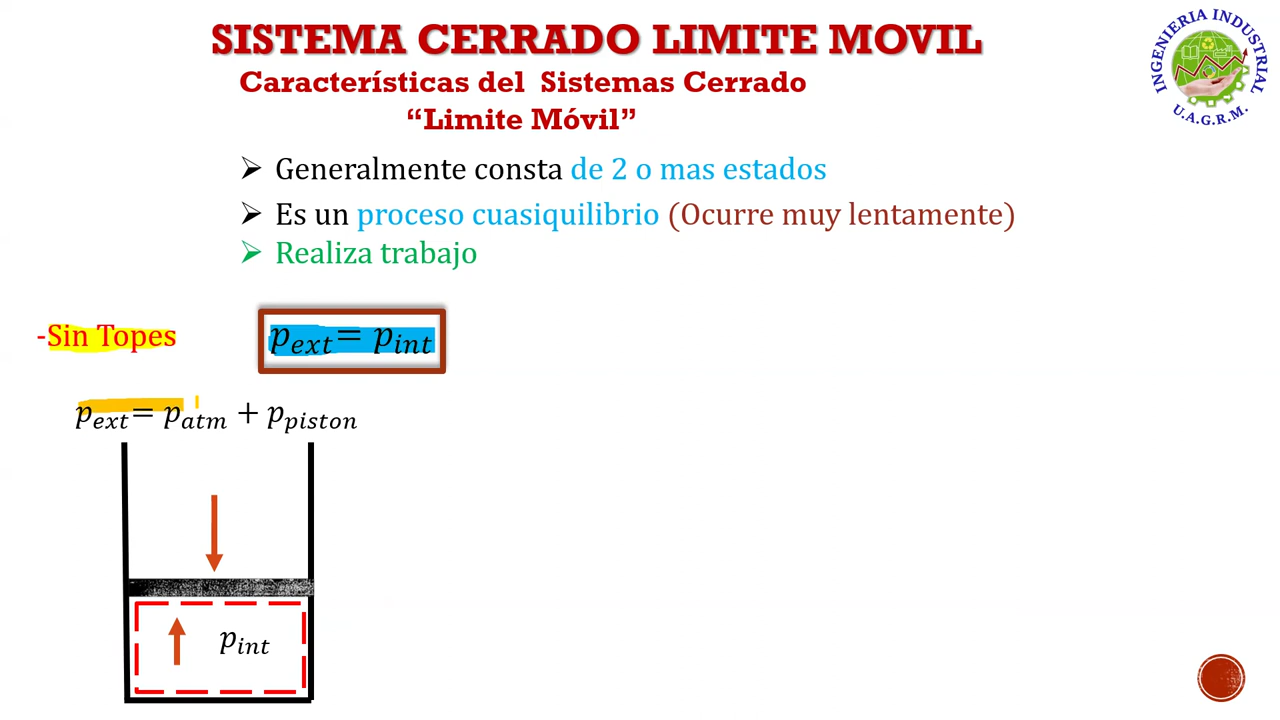 SISTEMA CERRADO LIMITE MOVIL
Características del Sistemas Cerrado
“Limite Móvil”
INGENIERIA INDUSTRIAL
U.A.G.R.M.
➢ Generalmente consta de 2 o mas estados
➢ Es un proceso cuasiquilibrio (Ocurre muy lentamente)
➢ Realiza trabajo
-Sin Topes
p_ext = p_int
p_ext = p_atm + p_piston
p_int